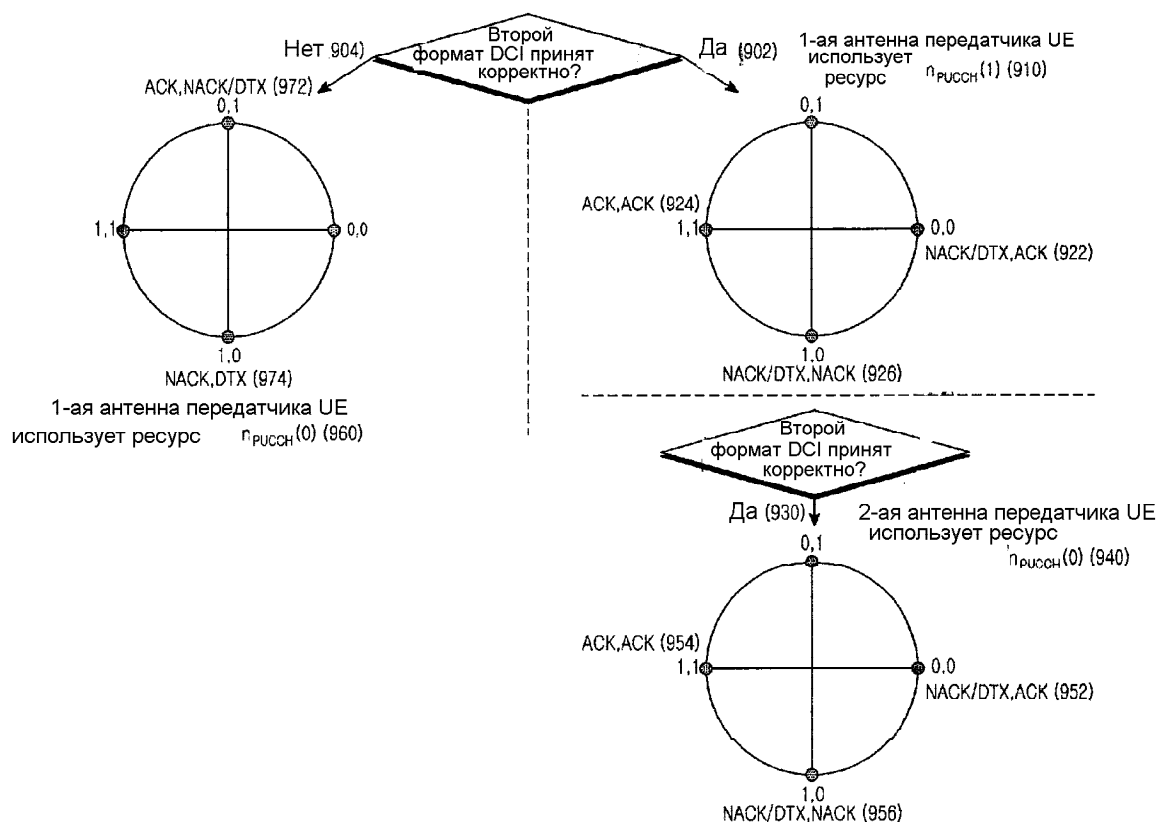 Второй
формат DCI принят
корректно?
Нет 904)
Да (902)
1-ая антенна передатчика UE
использует
ресурс nPUCCH(1) (910)
ACK,NACK/DTX (972)
0,1
1,1
0,0
1,0
NACK,DTX (974)
1-ая антенна передатчика UE
использует ресурс nPUCCH(0) (960)
0,1
ACK,ACK (924)
1,1
0,0
NACK/DTX,ACK (922)
1,0
NACK/DTX,NACK (926)
Второй
формат DCI принят
корректно?
Да (930)
2-ая антенна передатчика UE
использует ресурс
nPUCCH(0) (940)
0,1
ACK,ACK (954)
1,1
0,0
NACK/DTX,ACK (952)
1,0
NACK/DTX,NACK (956)